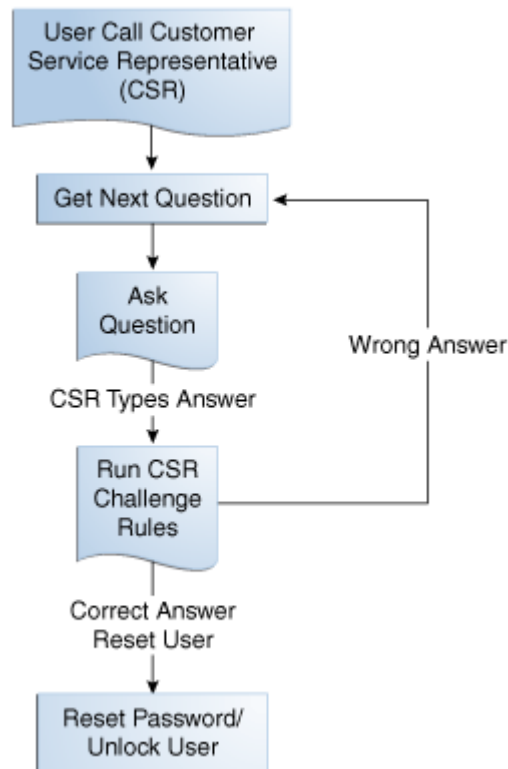 User Call Customer
Service Representative
(CSR)
Get Next Question
Ask
Question
Wrong Answer
CSR Types Answer
Run CSR
Challenge
Rules
Correct Answer
Reset User
Reset Password/
Unlock User